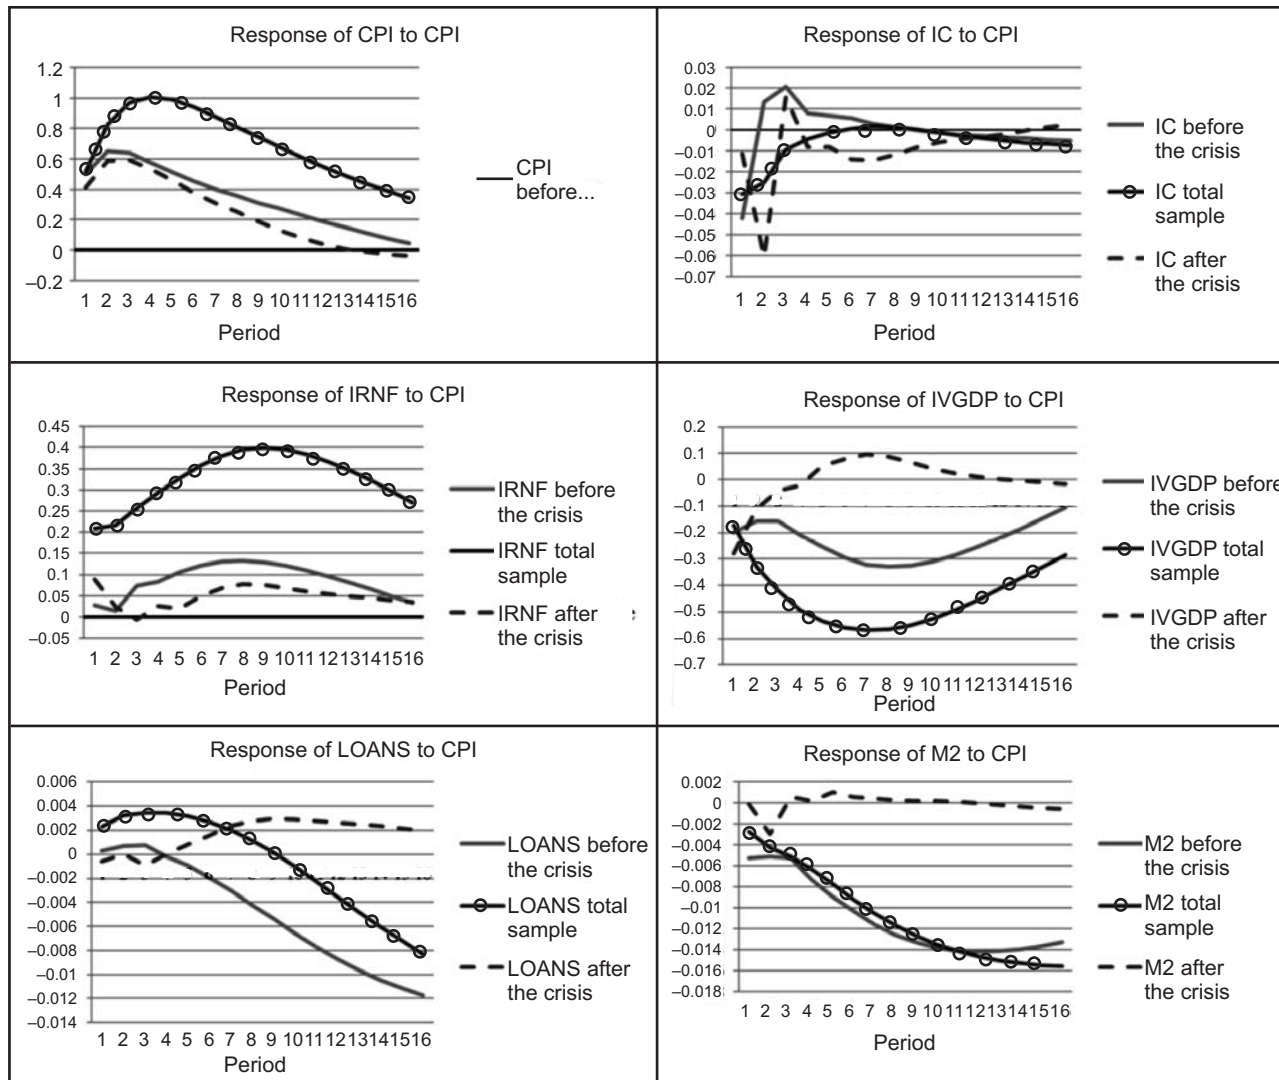 Response of CPI to CPI
1.2
1
0.8
0.6
0.4
0.2
0
–0.2
1 2 3 4 5 6 7 8 9 10 11 12 13 14 15 16
Period
CPI
before...
Response of IC to CPI
0.03
0.02
0.01
0
–0.01
–0.02
–0.03
–0.04
–0.05
–0.06
–0.07
1 2 3 4 5 6 7 8 9 10 11 12 13 14 15 16
Period
IC before
the crisis
IC total
sample
IC after
the crisis
Response of IRNF to CPI
0.45
0.4
0.35
0.3
0.25
0.2
0.15
0.1
0.05
0
–0.05
1 2 3 4 5 6 7 8 9 10 11 12 13 14 15 16
Period
IRNF before
the crisis
IRNF total
sample
IRNF after
the crisis
Response of IVGDP to CPI
0.2
0.1
0
–0.1
–0.2
–0.3
–0.4
–0.5
–0.6
–0.7
1 2 3 4 5 6 7 8 9 10 11 12 13 14 15 16
Period
IVGDP before
the crisis
IVGDP total
sample
IVGDP after
the crisis
Response of LOANS to CPI
0.006
0.004
0.002
0
–0.002
–0.004
–0.006
–0.008
–0.01
–0.012
–0.014
1 2 3 4 5 6 7 8 9 10 11 12 13 14 15 16
Period
LOANS before
the crisis
LOANS total
sample
LOANS after
the crisis
Response of M2 to CPI
0.002
0
–0.002
–0.004
–0.006
–0.008
–0.01
–0.012
–0.014
–0.016
–0.018
1 2 3 4 5 6 7 8 9 10 11 12 13 14 15 16
Period
M2 before
the crisis
M2 total
sample
M2 after
the crisis